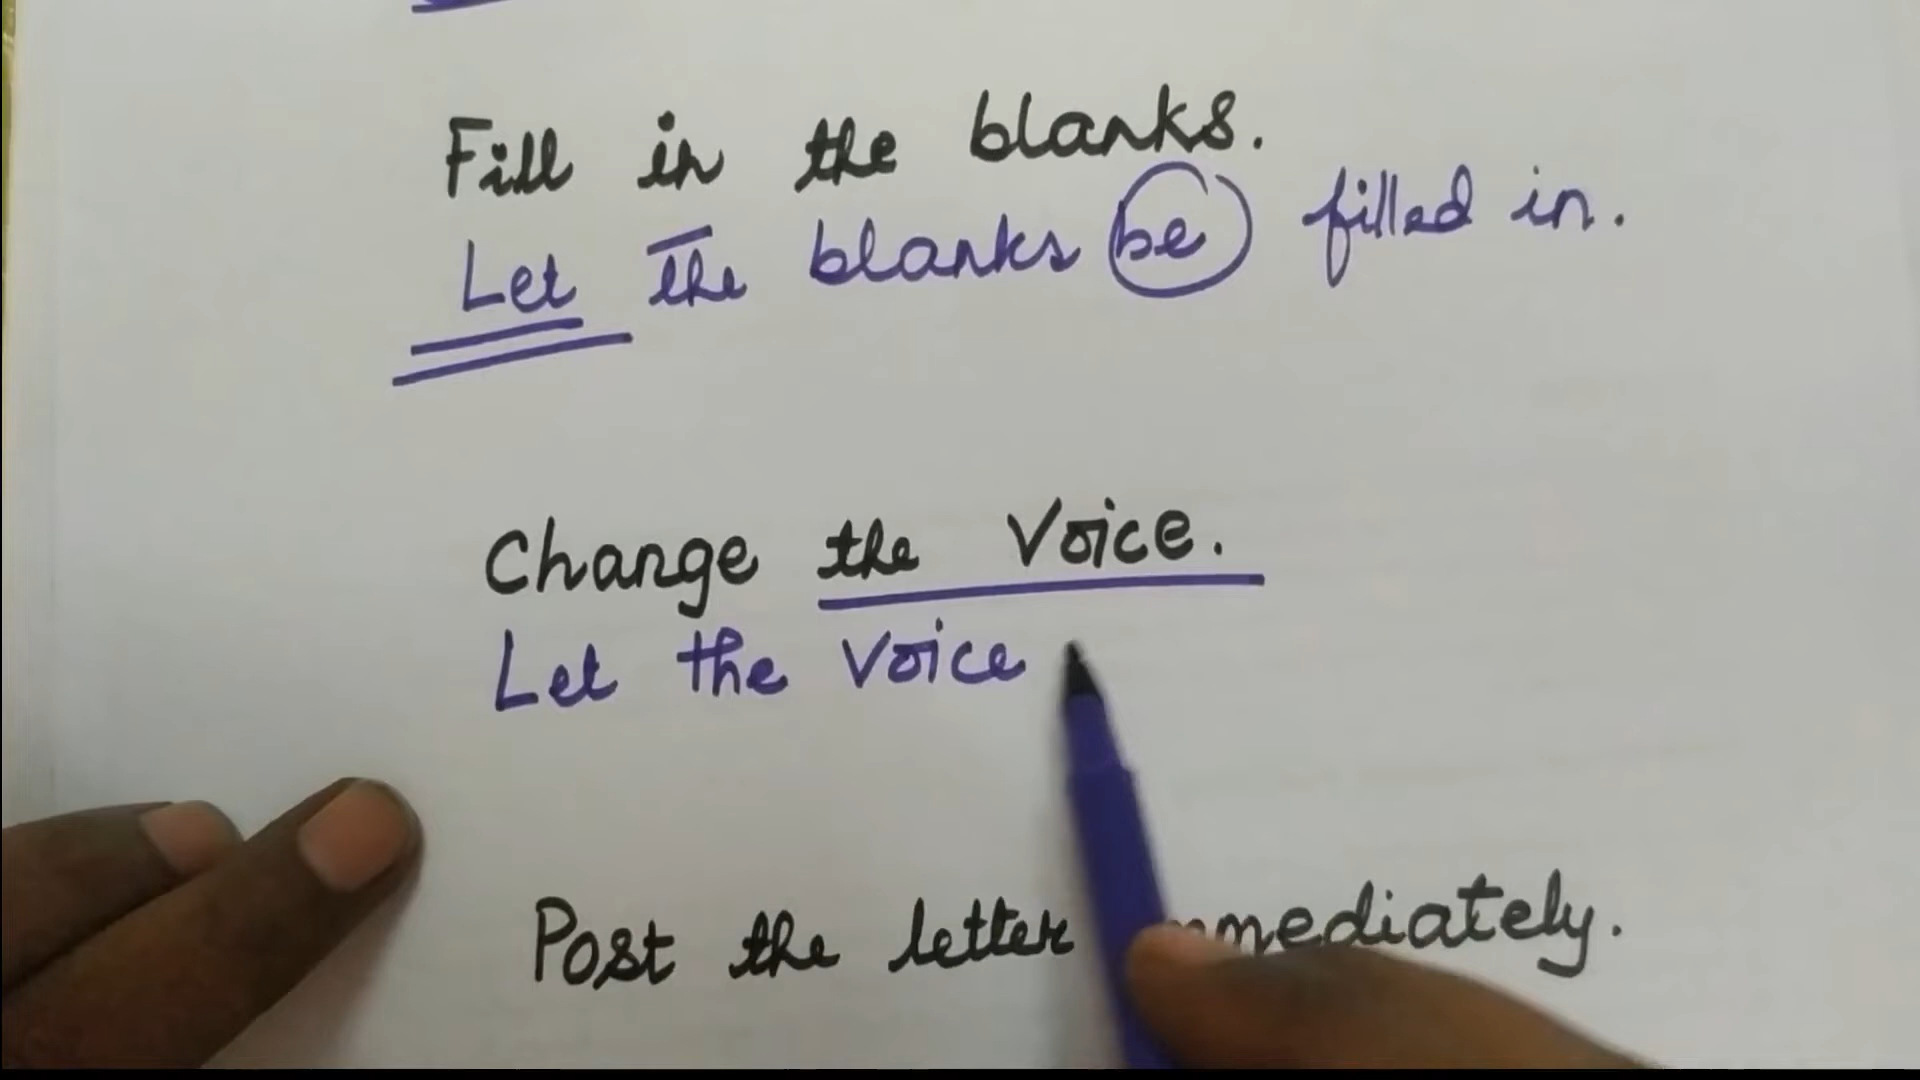 Fill in the blanks.
Let the blanks be filled in.
Change the Voice.
Let the voice
Post the letter immediately.